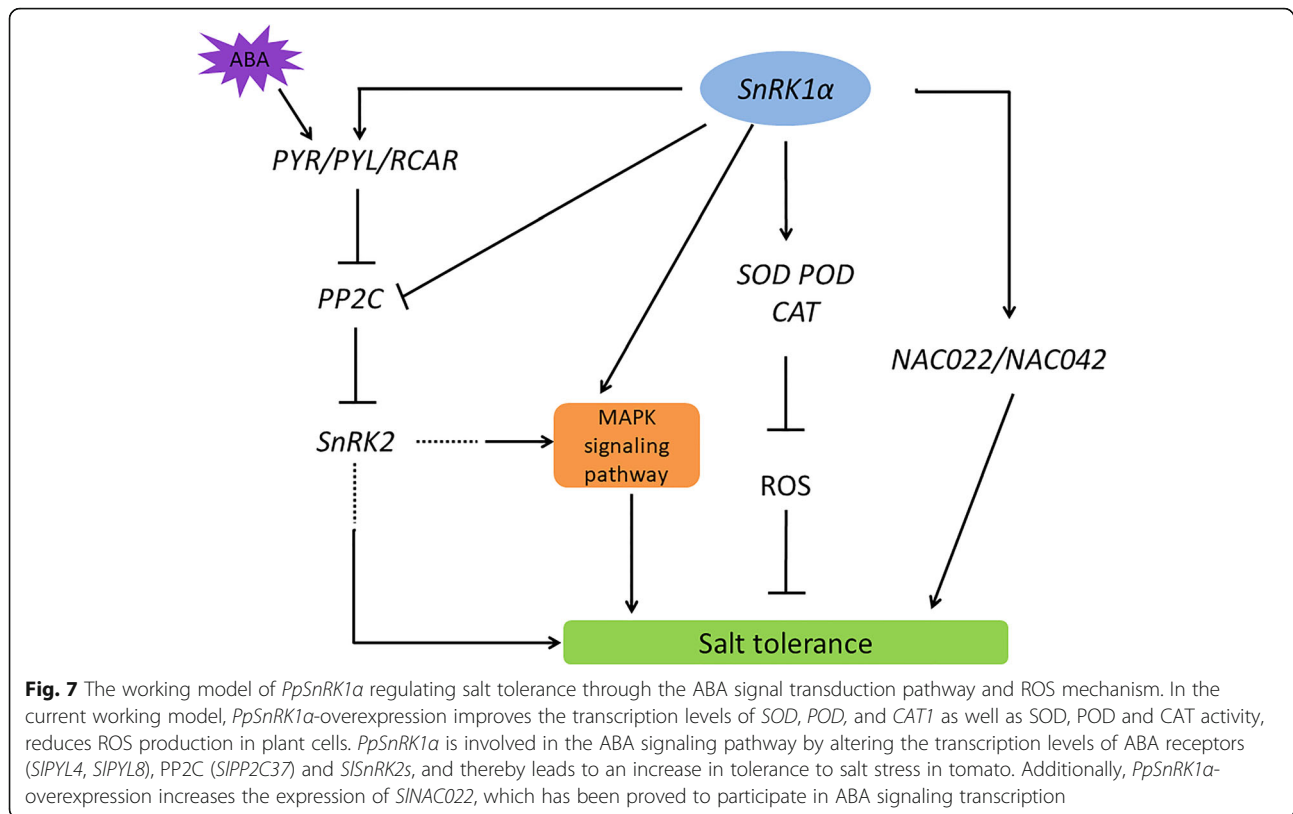 ABA
SnRK1α
PYR/PYL/RCAR
PP2C
SOD POD
CAT
NAC022/NAC042
SnRK2
MAPK
signaling
pathway
ROS
Salt tolerance
Fig. 7 The working model of PpSnRK1α regulating salt tolerance through the ABA signal transduction pathway and ROS mechanism. In the
current working model, PpSnRK1α-overexpression improves the transcription levels of SOD, POD, and CAT1 as well as SOD, POD and CAT activity,
reduces ROS production in plant cells. PpSnRK1α is involved in the ABA signaling pathway by altering the transcription levels of ABA receptors
(SlPYL4, SlPYL8), PP2C (SlPP2C37) and SlSnRK2s, and thereby leads to an increase in tolerance to salt stress in tomato. Additionally, PpSnRK1α-
overexpression increases the expression of SlNAC022, which has been proved to participate in ABA signaling transcription